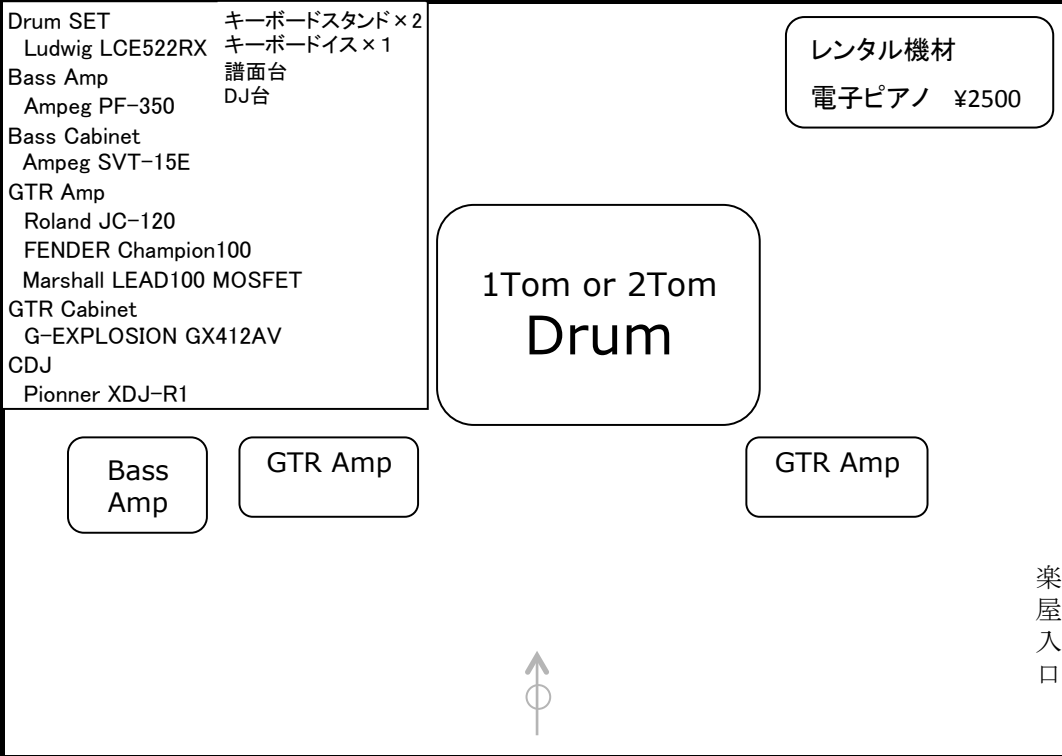 Drum SET
Ludwig LCE522RX
Bass Amp
Ampeg PF-350
Bass Cabinet
Ampeg SVT-15E
GTR Amp
Roland JC-120
FENDER Champion100
Marshall LEAD100 MOSFET
GTR Cabinet
G-EXPLOSION GX412AV
CDJ
Pionner XDJ-R1
キーボードスタンド×2
キーボードイス×1
譜面台
DJ台
レンタル機材
電子ピアノ ¥2500
1Tom or 2Tom
Drum
Bass
Amp
GTR Amp
GTR Amp
楽屋入口